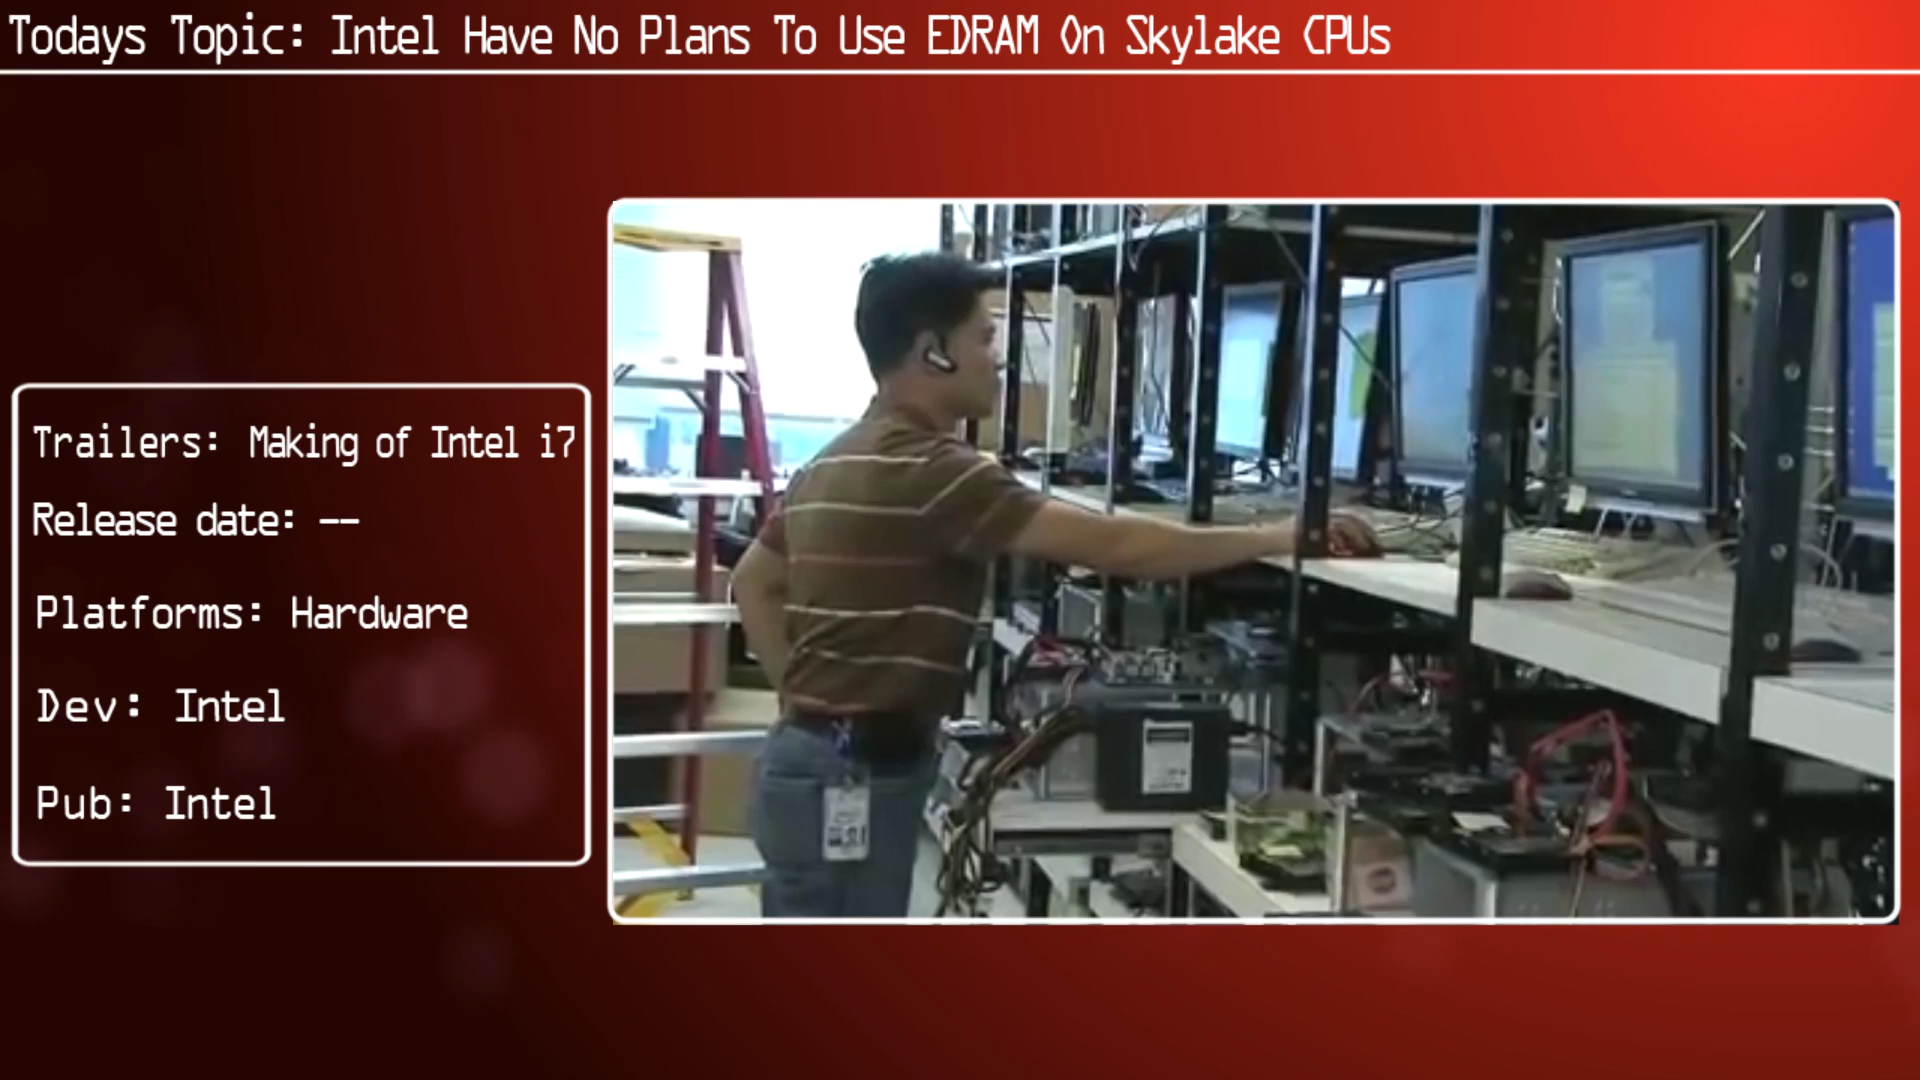 Todays Topic: Intel Have No Plans To Use EDRAM On Skylake CPUs
Trailers: Making of Intel i7
Release date: --
Platforms: Hardware
Dev: Intel
Pub: Intel